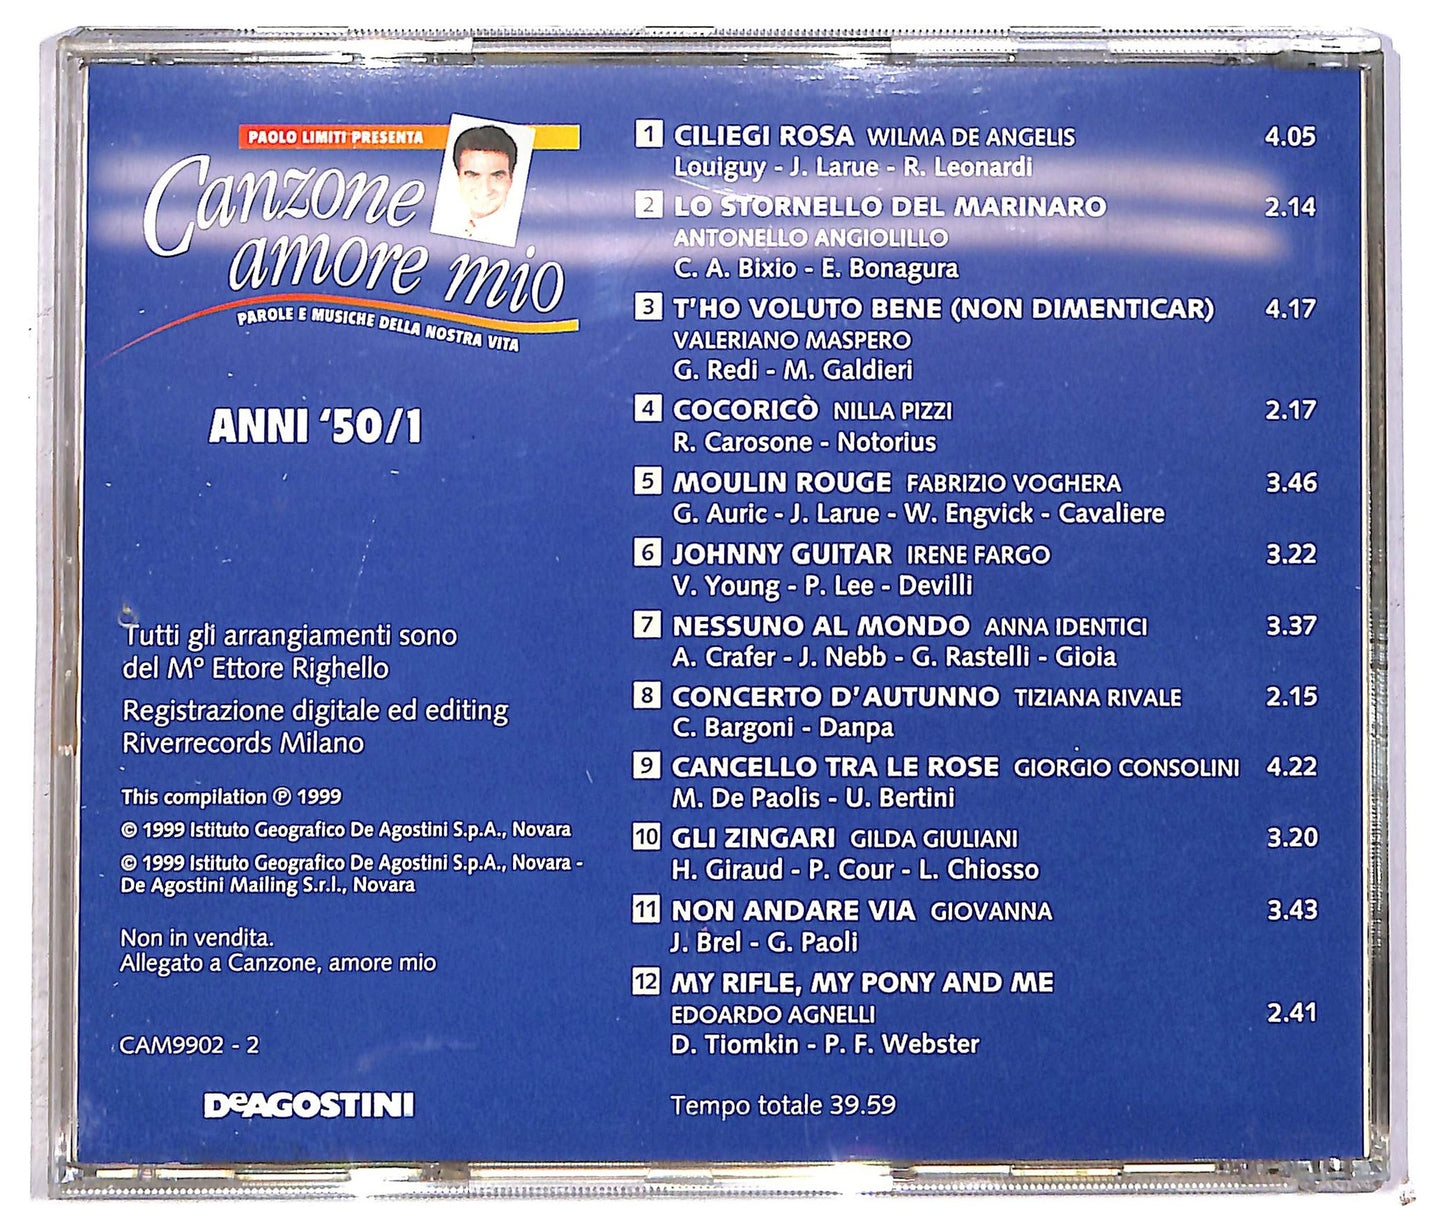 PAOLO LIMITI PRESENTA
Canzone
amore mio
PAROLE E MUSICHE DELLA NOSTRA VITA
ANNI '50/1
Tutti gli arrangiamenti sono
del M° Ettore Righello
Registrazione digitale ed editing
Riverrecords Milano
This compilation ℗ 1999
© 1999 Istituto Geografico De Agostini S.p.A., Novara
© 1999 Istituto Geografico De Agostini S.p.A., Novara -
De Agostini Mailing S.r.l., Novara
Non in vendita.
Allegato a Canzone, amore mio
CAM9902 - 2
DeAGOSTINI
1 CILIEGI ROSA WILMA DE ANGELIS 4.05
Louiguy - J. Larue - R. Leonardi
2 LO STORNELLO DEL MARINARO 2.14
ANTONELLO ANGIOLILLO
C. A. Bixio - E. Bonagura
3 T'HO VOLUTO BENE (NON DIMENTICAR) 4.17
VALERIANO MASPERO
G. Redi - M. Galdieri
4 COCORICÒ NILLA PIZZI 2.17
R. Carosone - Notorius
5 MOULIN ROUGE FABRIZIO VOGHERA 3.46
G. Auric - J. Larue - W. Engvick - Cavaliere
6 JOHNNY GUITAR IRENE FARGO 3.22
V. Young - P. Lee - Devilli
7 NESSUNO AL MONDO ANNA IDENTICI 3.37
A. Crafer - J. Nebb - G. Rastelli - Gioia
8 CONCERTO D'AUTUNNO TIZIANA RIVALE 2.15
C. Bargoni - Danpa
9 CANCELLO TRA LE ROSE GIORGIO CONSOLINI 4.22
M. De Paolis - U. Bertini
10 GLI ZINGARI GILDA GIULIANI 3.20
H. Giraud - P. Cour - L. Chiosso
11 NON ANDARE VIA GIOVANNA 3.43
J. Brel - G. Paoli
12 MY RIFLE, MY PONY AND ME
EDOARDO AGNELLI 2.41
D. Tiomkin - P. F. Webster
Tempo totale 39.59